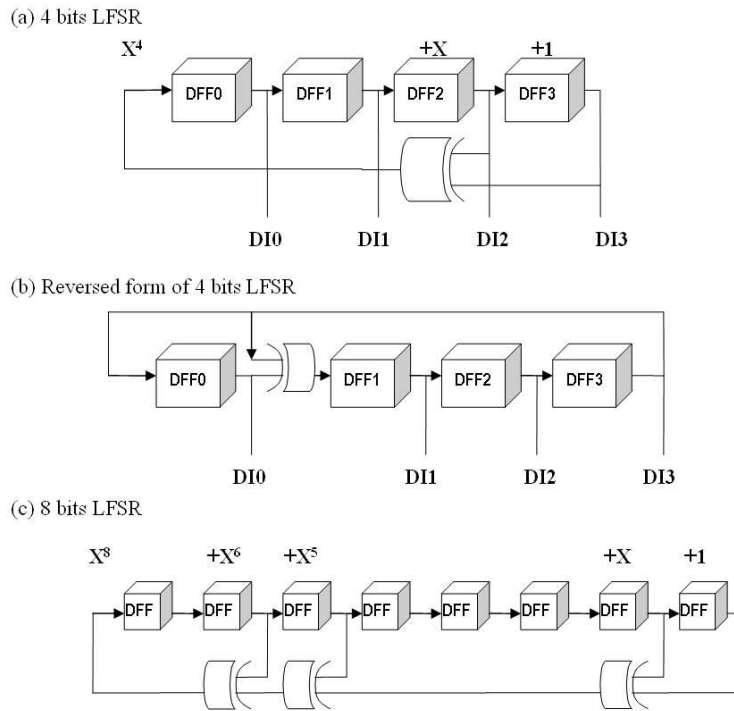 (a) 4 bits LFSR
X⁴ +X +1
DFF0 DFF1 DFF2 DFF3
DI0 DI1 DI2 DI3
(b) Reversed form of 4 bits LFSR
DFF0 DFF1 DFF2 DFF3
DI0 DI1 DI2 DI3
(c) 8 bits LFSR
X⁸ +X⁶ +X⁵ +X +1
DFF DFF DFF DFF DFF DFF DFF DFF